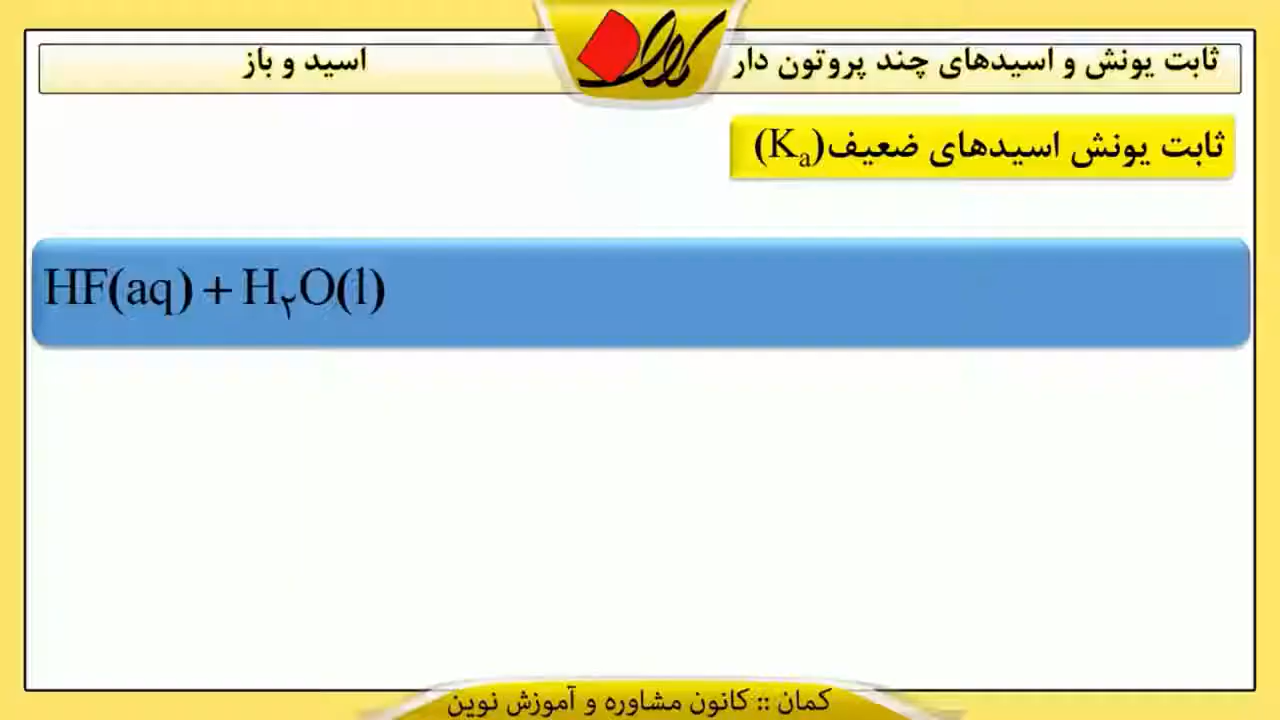 ثابت یونش و اسیدهای چند پروتون دار
کمان
اسید و باز
ثابت یونش اسیدهای ضعیف(Ka)
HF(aq) + H۲O(l)
کمان :: کانون مشاوره و آموزش نوین